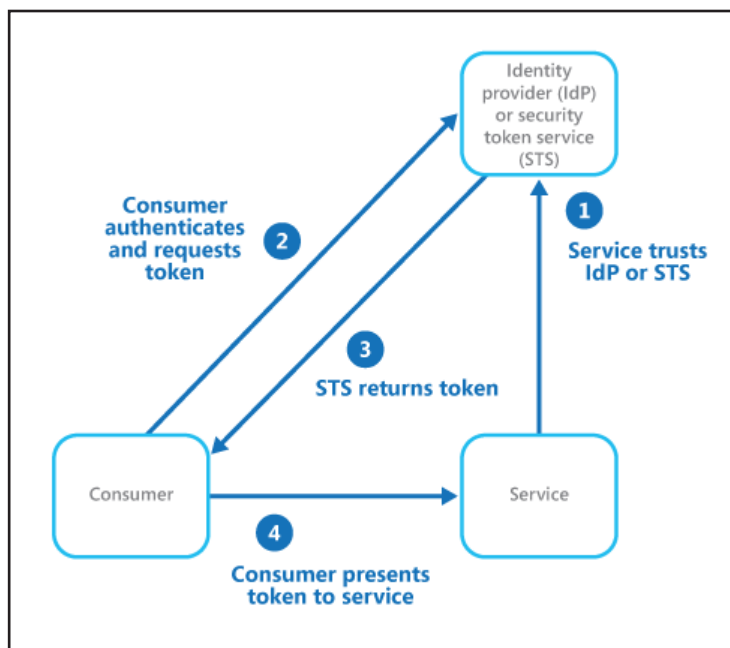 Identity
provider (IdP)
or security
token service
(STS)
1
Service trusts
IdP or STS
Consumer
authenticates
and requests
token
2
3
STS returns token
Consumer
Service
4
Consumer presents
token to service